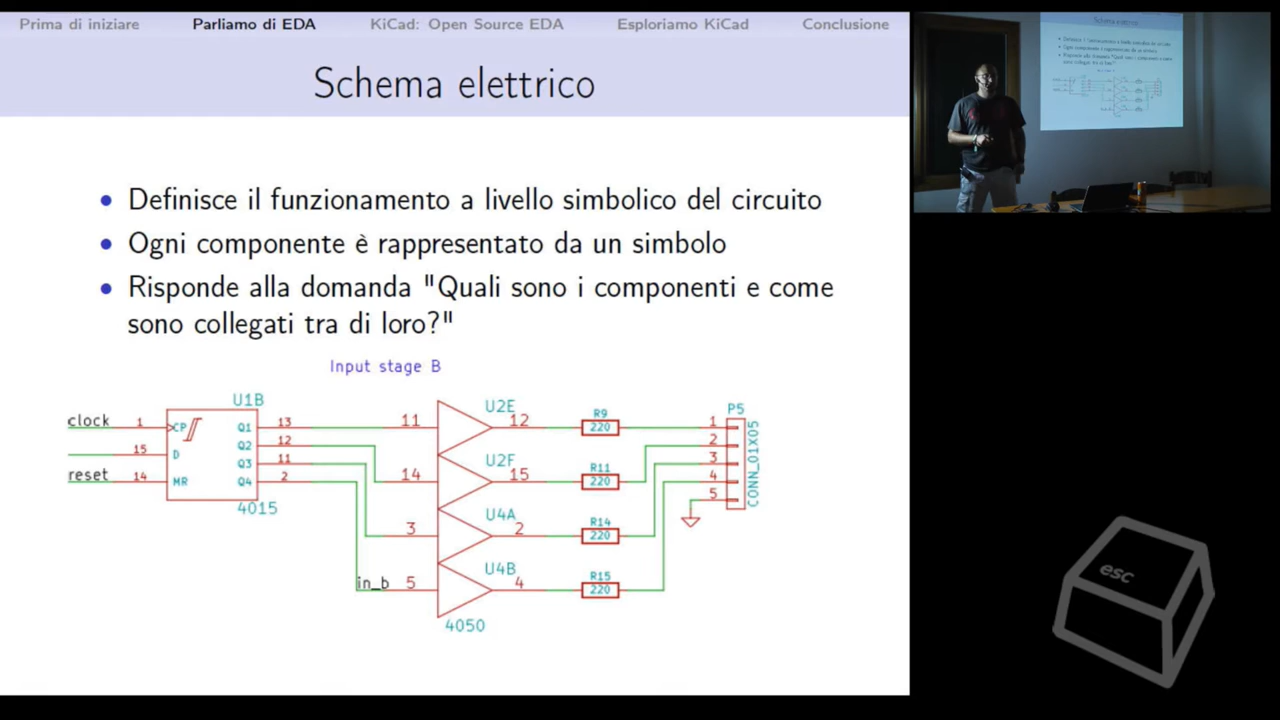 Prima di iniziare Parliamo di EDA KiCad: Open Source EDA Esploriamo KiCad Conclusione
Schema elettrico
Definisce il funzionamento a livello simbolico del circuito
Ogni componente è rappresentato da un simbolo
Risponde alla domanda "Quali sono i componenti e come
sono collegati tra di loro?"
Input stage B
clock 1 CP U1B Q1 13
15 D Q2 12
Q3 11
reset 14 MR Q4 2
4015
11 U2E 12
14 U2F 15
3 U4A 2
in_b 5 U4B 4
4050
R9
220
R11
220
R14
220
R15
220
P5
1
2
3
4
5
CONN_01X05
esc
Schema elettrico